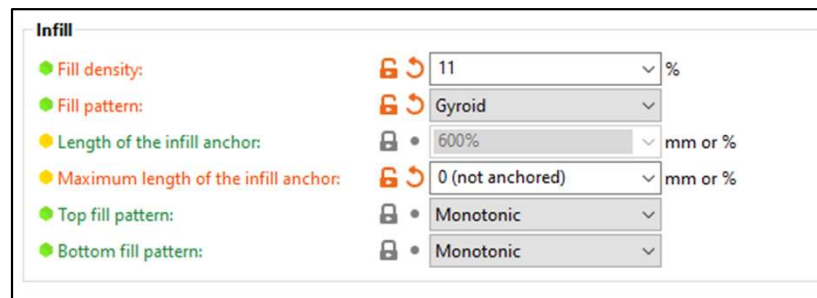 Infill
Fill density: 11 %
Fill pattern: Gyroid
Length of the infill anchor: 600% mm or %
Maximum length of the infill anchor: 0 (not anchored) mm or %
Top fill pattern: Monotonic
Bottom fill pattern: Monotonic